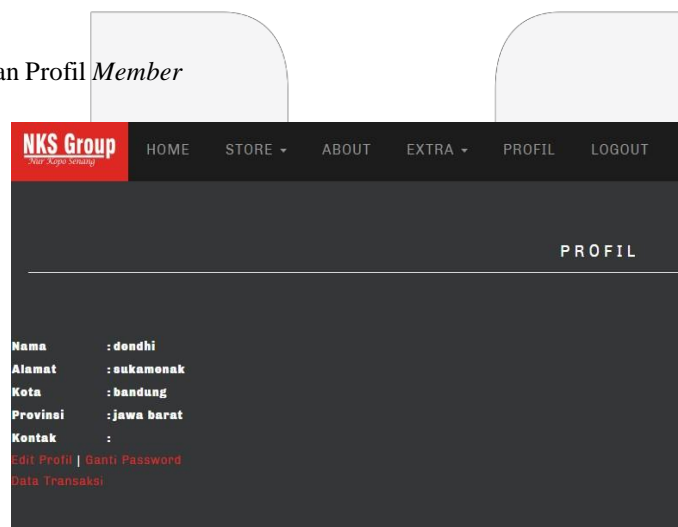 an Profil Member
NKS Group
Nur Kopo Senang
HOME STORE ABOUT EXTRA PROFIL LOGOUT
PROFIL
Nama : dendhi
Alamat : sukamenak
Kota : bandung
Provinsi : jawa barat
Kontak :
Edit Profil | Ganti Password
Data Transaksi